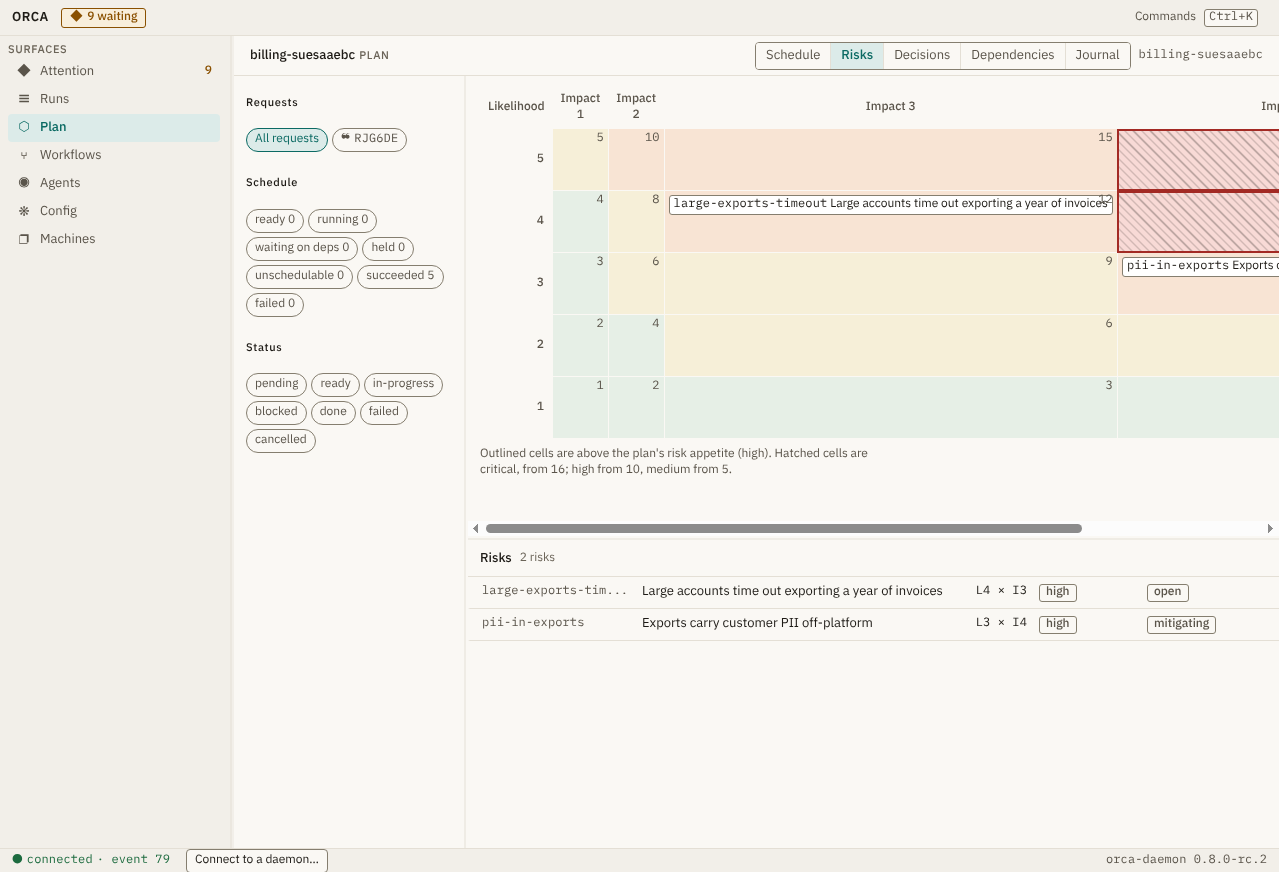 ORCA 9 waiting Commands Ctrl+K
SURFACES
Attention 9
Runs
Plan
Workflows
Agents
Config
Machines
billing-suesaaebc PLAN Schedule Risks Decisions Dependencies Journal billing-suesaaebc
Requests
All requests ❝ RJG6DE
Schedule
ready 0 running 0
waiting on deps 0 held 0
unschedulable 0 succeeded 5
failed 0
Status
pending ready in-progress
blocked done failed
cancelled
Likelihood Impact 1 Impact 2 Impact 3
5 5 10 15
4 4 8 12
large-exports-timeout Large accounts time out exporting a year of invoices
3 3 6 9
pii-in-exports Exports
2 2 4 6
1 1 2 3
Outlined cells are above the plan's risk appetite (high). Hatched cells are
critical, from 16; high from 10, medium from 5.
Risks 2 risks
large-exports-tim... Large accounts time out exporting a year of invoices L4 × I3 high open
pii-in-exports Exports carry customer PII off-platform L3 × I4 high mitigating
connected · event 79 Connect to a daemon… orca-daemon 0.8.0-rc.2